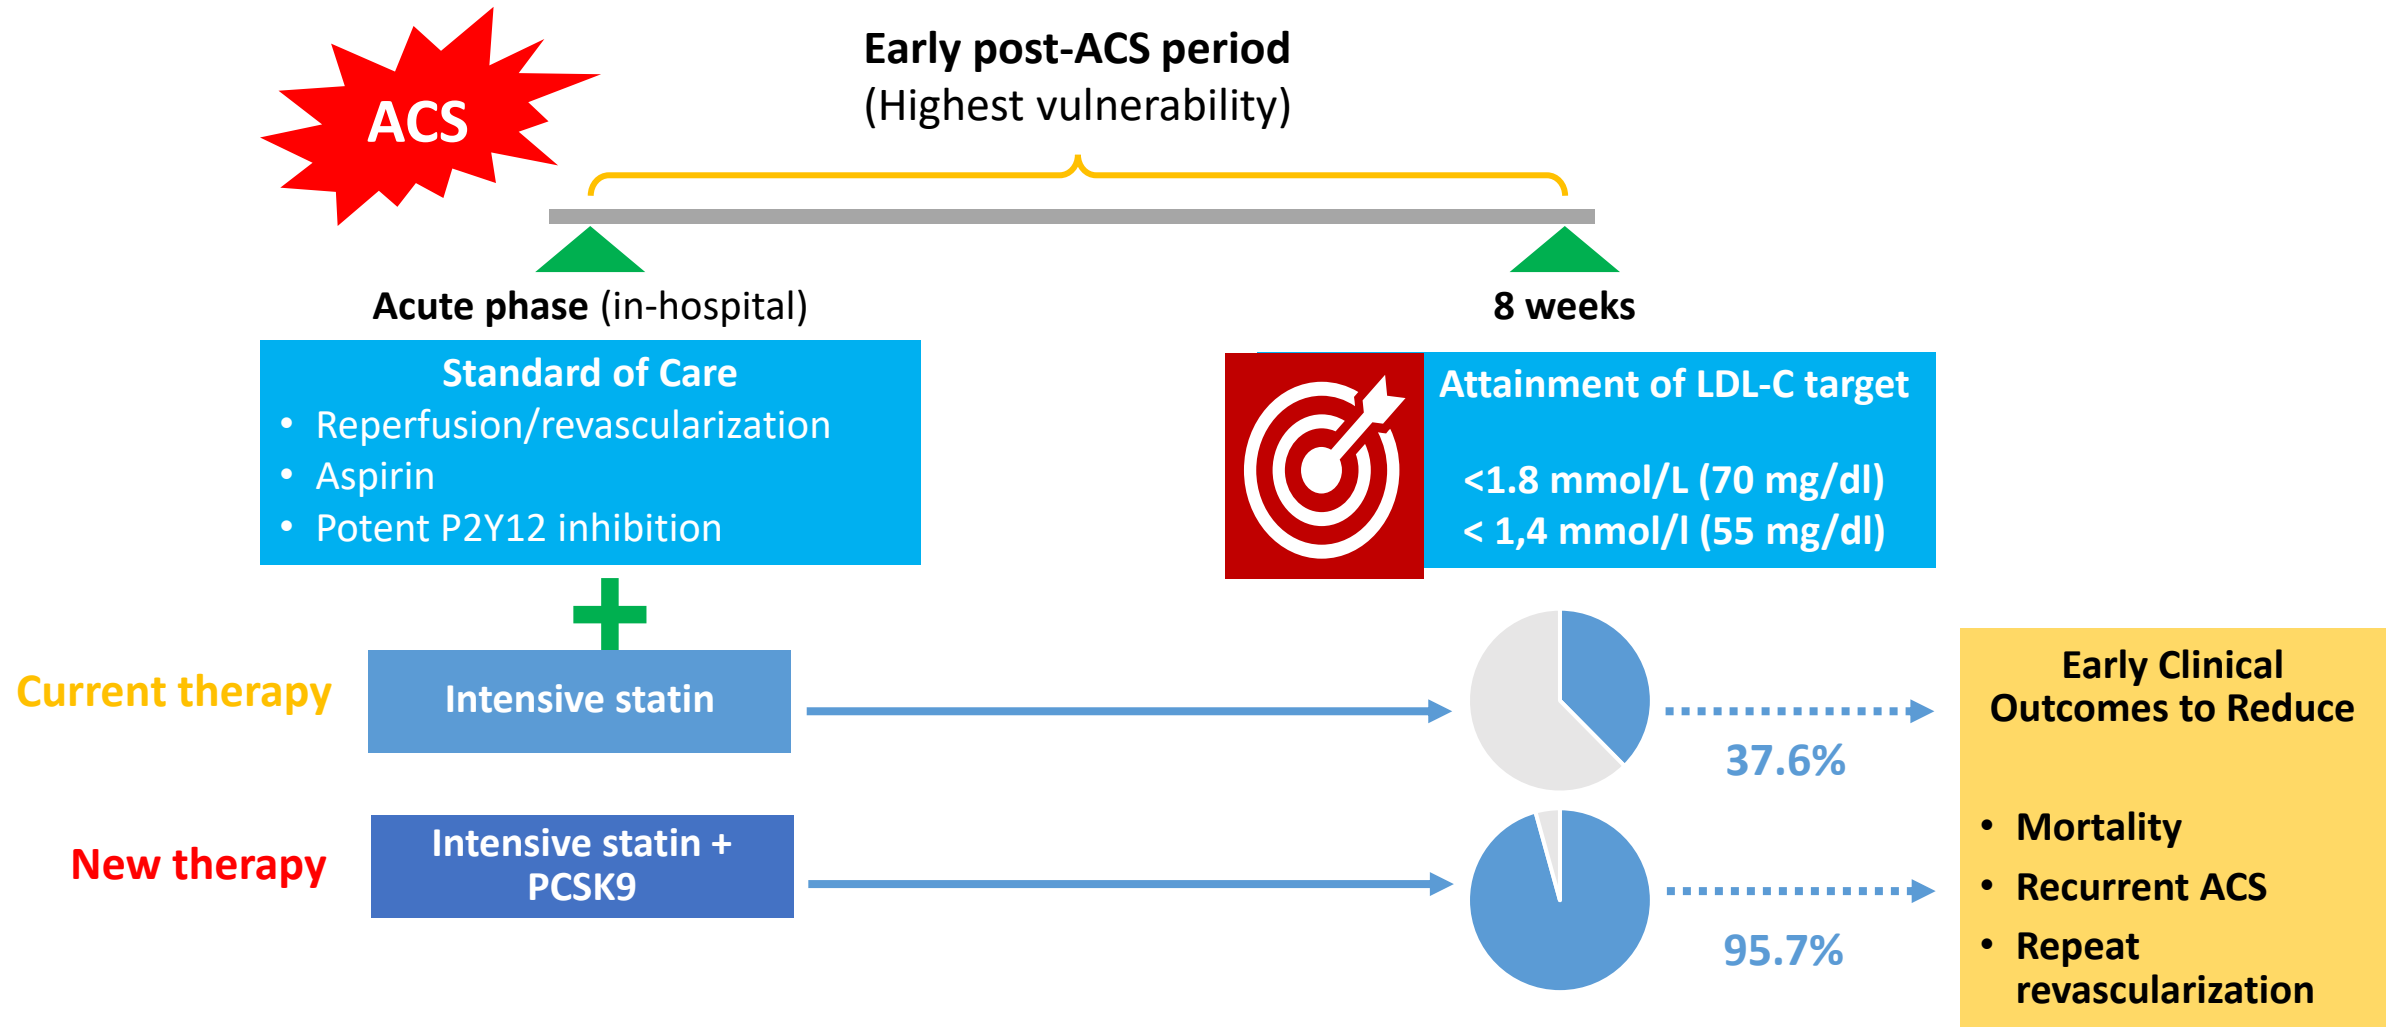 ACS
Early post-ACS period
(Highest vulnerability)
Acute phase (in-hospital)
8 weeks
Standard of Care
• Reperfusion/revascularization
• Aspirin
• Potent P2Y12 inhibition
Attainment of LDL-C target
<1.8 mmol/L (70 mg/dl)
< 1,4 mmol/l (55 mg/dl)
Current therapy
Intensive statin
37.6%
New therapy
Intensive statin +
PCSK9
95.7%
Early Clinical
Outcomes to Reduce
• Mortality
• Recurrent ACS
• Repeat
revascularization